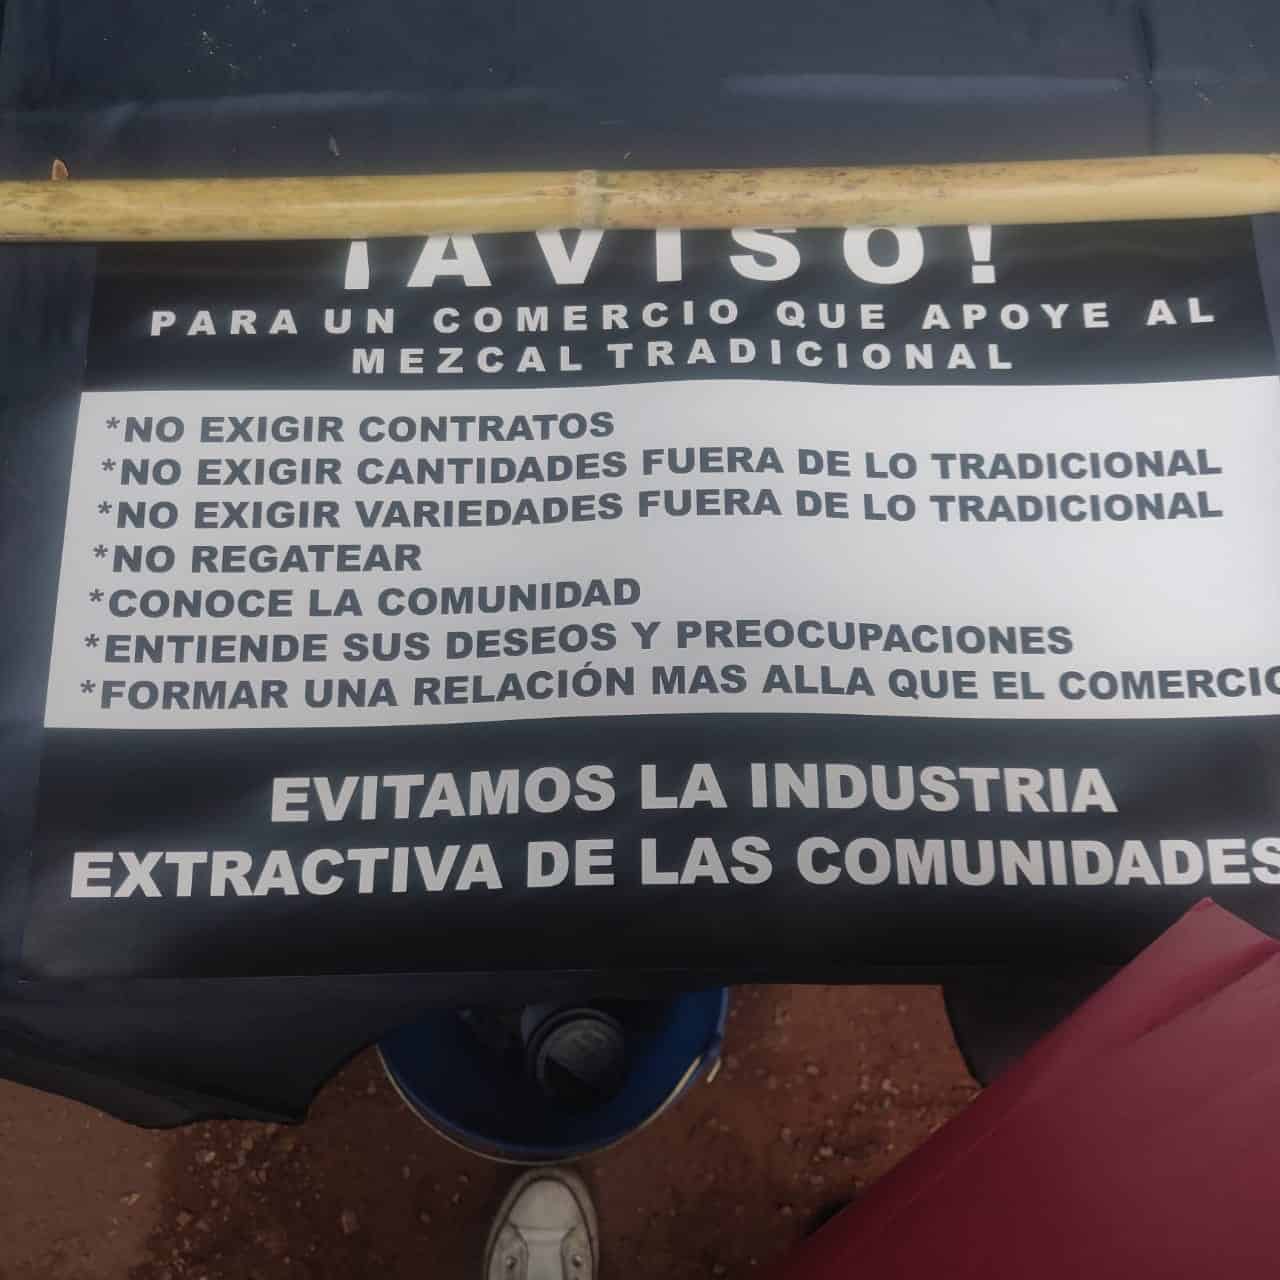 ¡AVISO!
PARA UN COMERCIO QUE APOYE AL
MEZCAL TRADICIONAL
*NO EXIGIR CONTRATOS
*NO EXIGIR CANTIDADES FUERA DE LO TRADICIONAL
*NO EXIGIR VARIEDADES FUERA DE LO TRADICIONAL
*NO REGATEAR
*CONOCE LA COMUNIDAD
*ENTIENDE SUS DESEOS Y PREOCUPACIONES
*FORMAR UNA RELACIÓN MAS ALLA QUE EL COMERCIO
EVITAMOS LA INDUSTRIA
EXTRACTIVA DE LAS COMUNIDADES